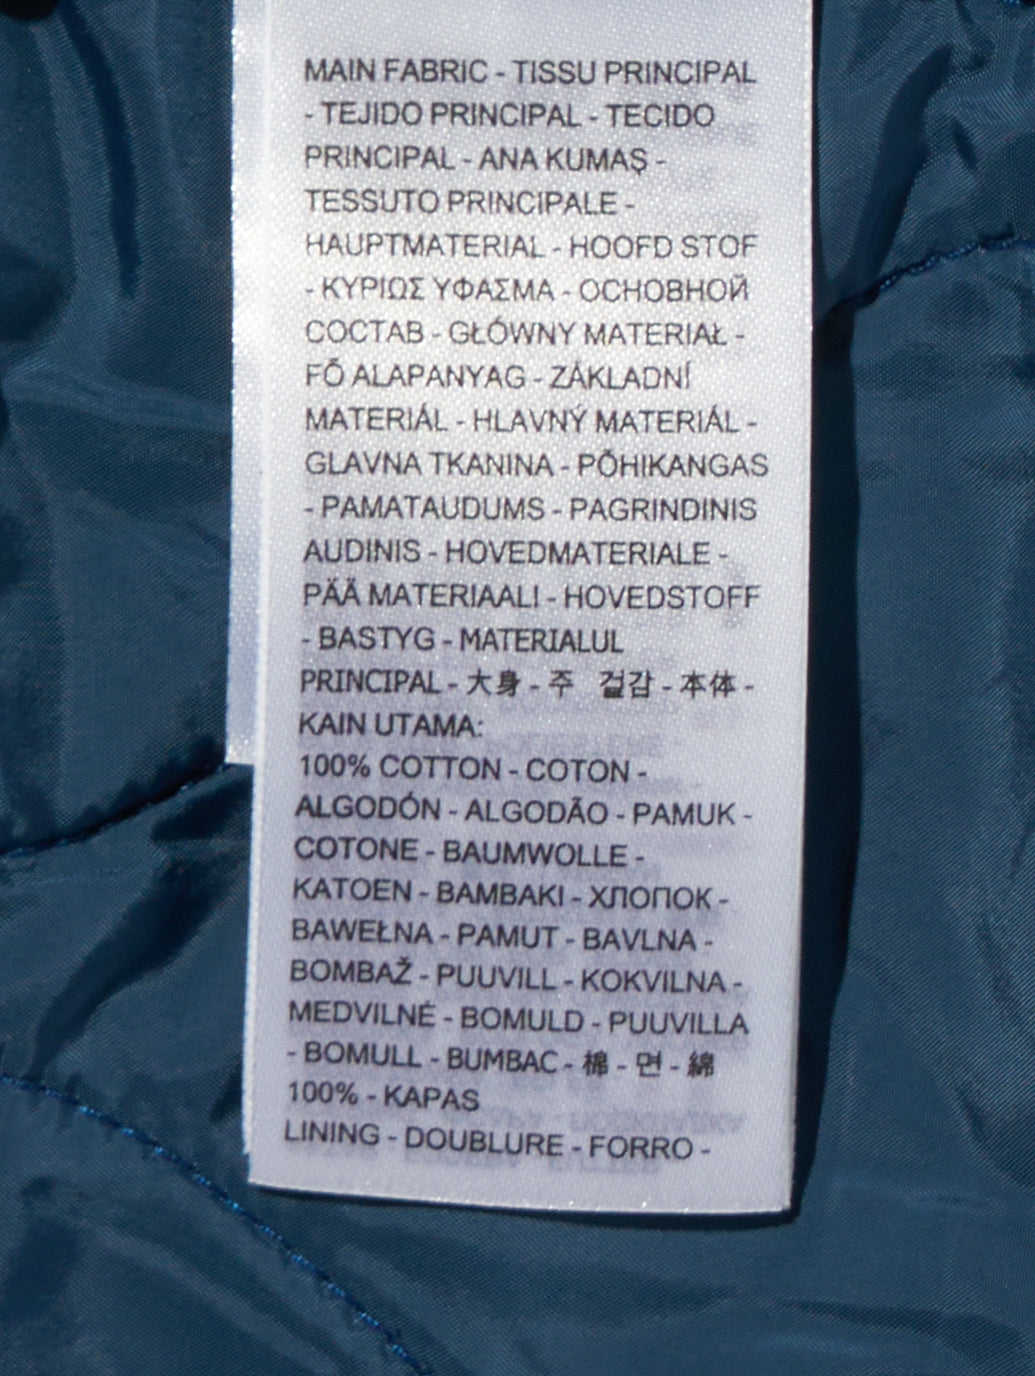 MAIN FABRIC - TISSU PRINCIPAL
- TEJIDO PRINCIPAL - TECIDO
PRINCIPAL - ANA KUMAŞ -
TESSUTO PRINCIPALE -
HAUPTMATERIAL - HOOFD STOF
- ΚΥΡΙΩΣ ΥΦΑΣΜΑ - ОСНОВНОЙ
СОСТАВ - GŁÓWNY MATERIAŁ -
FŐ ALAPANYAG - ZÁKLADNÍ
MATERIÁL - HLAVNÝ MATERIÁL -
GLAVNA TKANINA - PÕHIKANGAS
- PAMATAUDUMS - PAGRINDINIS
AUDINIS - HOVEDMATERIALE -
PÄÄ MATERIAALI - HOVEDSTOFF
- BASTYG - MATERIALUL
PRINCIPAL - 大身 - 주 겉감 - 本体 -
KAIN UTAMA:
100% COTTON - COTON -
ALGODÓN - ALGODÃO - PAMUK -
COTONE - BAUMWOLLE -
KATOEN - ΒΑΜΒΑΚΙ - ХЛОПОК -
BAWEŁNA - PAMUT - BAVLNA -
BOMBAŽ - PUUVILL - KOKVILNA -
MEDVILNĖ - BOMULD - PUUVILLA
- BOMULL - BUMBAC - 棉 - 면 - 綿
100% - KAPAS
LINING - DOUBLURE - FORRO -